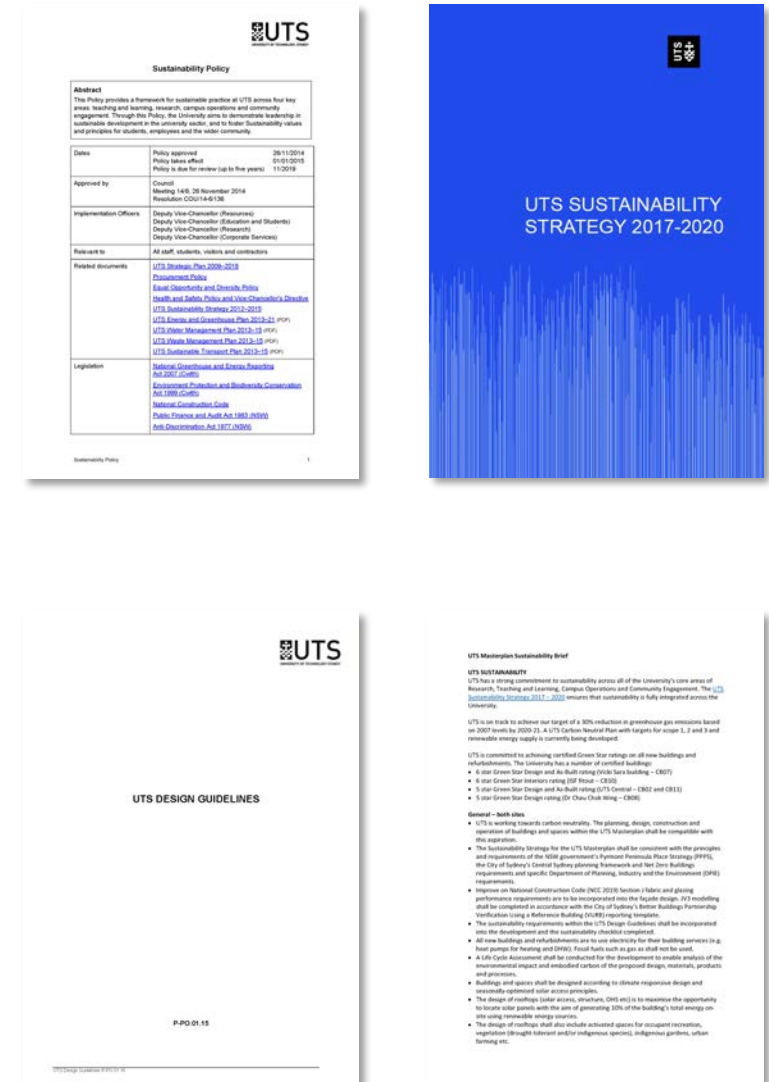 UTS
UNIVERSITY OF TECHNOLOGY SYDNEY
Sustainability Policy
Abstract
This Policy provides a framework for sustainable practice at UTS across four key
areas: teaching and learning, research, campus operations and community
engagement. Through this Policy, the University aims to demonstrate leadership in
sustainable development in the university sector, and to foster Sustainability values
and principles for students, employees and the wider community.
Dates
Policy approved 26/11/2014
Policy takes effect 01/01/2015
Policy is due for review (up to five years) 11/2019
Approved by
Council
Meeting 14/6, 26 November 2014
Resolution COU/14-6/136
Implementation Officers
Deputy Vice-Chancellor (Resources)
Deputy Vice-Chancellor (Education and Students)
Deputy Vice-Chancellor (Research)
Deputy Vice-Chancellor (Corporate Services)
Relevant to
All staff, students, visitors and contractors
Related documents
UTS Strategic Plan 2009–2018
Procurement Policy
Equal Opportunity and Diversity Policy
Health and Safety Policy and Vice-Chancellor's Directive
UTS Sustainability Strategy 2012–2015
UTS Energy and Greenhouse Plan 2013–21 (PDF)
UTS Water Management Plan 2013–15 (PDF)
UTS Waste Management Plan 2013–15 (PDF)
UTS Sustainable Transport Plan 2013–15 (PDF)
Legislation
National Greenhouse and Energy Reporting
Act 2007 (Cwlth)
Environment Protection and Biodiversity Conservation
Act 1999 (Cwlth)
National Construction Code
Public Finance and Audit Act 1983 (NSW)
Anti-Discrimination Act 1977 (NSW)
Sustainability Policy 1
UTS
UTS SUSTAINABILITY
STRATEGY 2017-2020
UTS
UNIVERSITY OF TECHNOLOGY SYDNEY
UTS DESIGN GUIDELINES
P-PO.01.15
UTS Design Guidelines P-PO.01.15
UTS Masterplan Sustainability Brief
UTS SUSTAINABILITY
UTS has a strong commitment to sustainability across all of the University's core areas of
Research, Teaching and Learning, Campus Operations and Community Engagement. The UTS
Sustainability Strategy 2017 – 2020 ensures that sustainability is fully integrated across the
University.
UTS is on track to achieve our target of a 30% reduction in greenhouse gas emissions based
on 2007 levels by 2020-21. A UTS Carbon Neutral Plan with targets for scope 1, 2 and 3 and
renewable energy supply is currently being developed.
UTS is committed to achieving certified Green Star ratings on all new buildings and
refurbishments. The University has a number of certified buildings:
• 6 star Green Star Design and As-Built rating (Vicki Sara building – CB07)
• 6 star Green Star Interiors rating (ISF fitout – CB10)
• 5 star Green Star Design and As-Built rating (UTS Central – CB02 and CB11)
• 5 star Green Star Design rating (Dr Chau Chak Wing – CB08)
General – both sites
• UTS is working towards carbon neutrality. The planning, design, construction and
operation of buildings and spaces within the UTS Masterplan shall be compatible with
this aspiration.
• The Sustainability Strategy for the UTS Masterplan shall be consistent with the principles
and requirements of the NSW government's Pyrmont Peninsula Place Strategy (PPPS),
the City of Sydney's Central Sydney planning framework and Net Zero Buildings
requirements and specific Department of Planning, Industry and the Environment (DPIE)
requirements.
• Improve on National Construction Code (NCC 2019) Section J fabric and glazing
performance requirements are to be incorporated into the façade design. JV3 modelling
shall be completed in accordance with the City of Sydney's Better Buildings Partnership
Verification Using a Reference Building (VURB) reporting template.
• The sustainability requirements within the UTS Design Guidelines shall be incorporated
into the development and the sustainability checklist completed.
• All new buildings and refurbishments are to use electricity for their building services (e.g.
heat pumps for heating and DHW). Fossil fuels such as gas as shall not be used.
• A Life Cycle Assessment shall be conducted for the development to enable analysis of the
environmental impact and embodied carbon of the proposed design, materials, products
and processes.
• Buildings and spaces shall be designed according to climate responsive design and
seasonally-optimised solar access principles.
• The design of rooftops (solar access, structure, OHS etc) is to maximise the opportunity
to locate solar panels with the aim of generating 10% of the building's total energy on-
site using renewable energy sources.
• The design of rooftops shall also include activated spaces for occupant recreation,
vegetation (drought-tolerant and/or indigenous species), indigenous gardens, urban
farming etc.